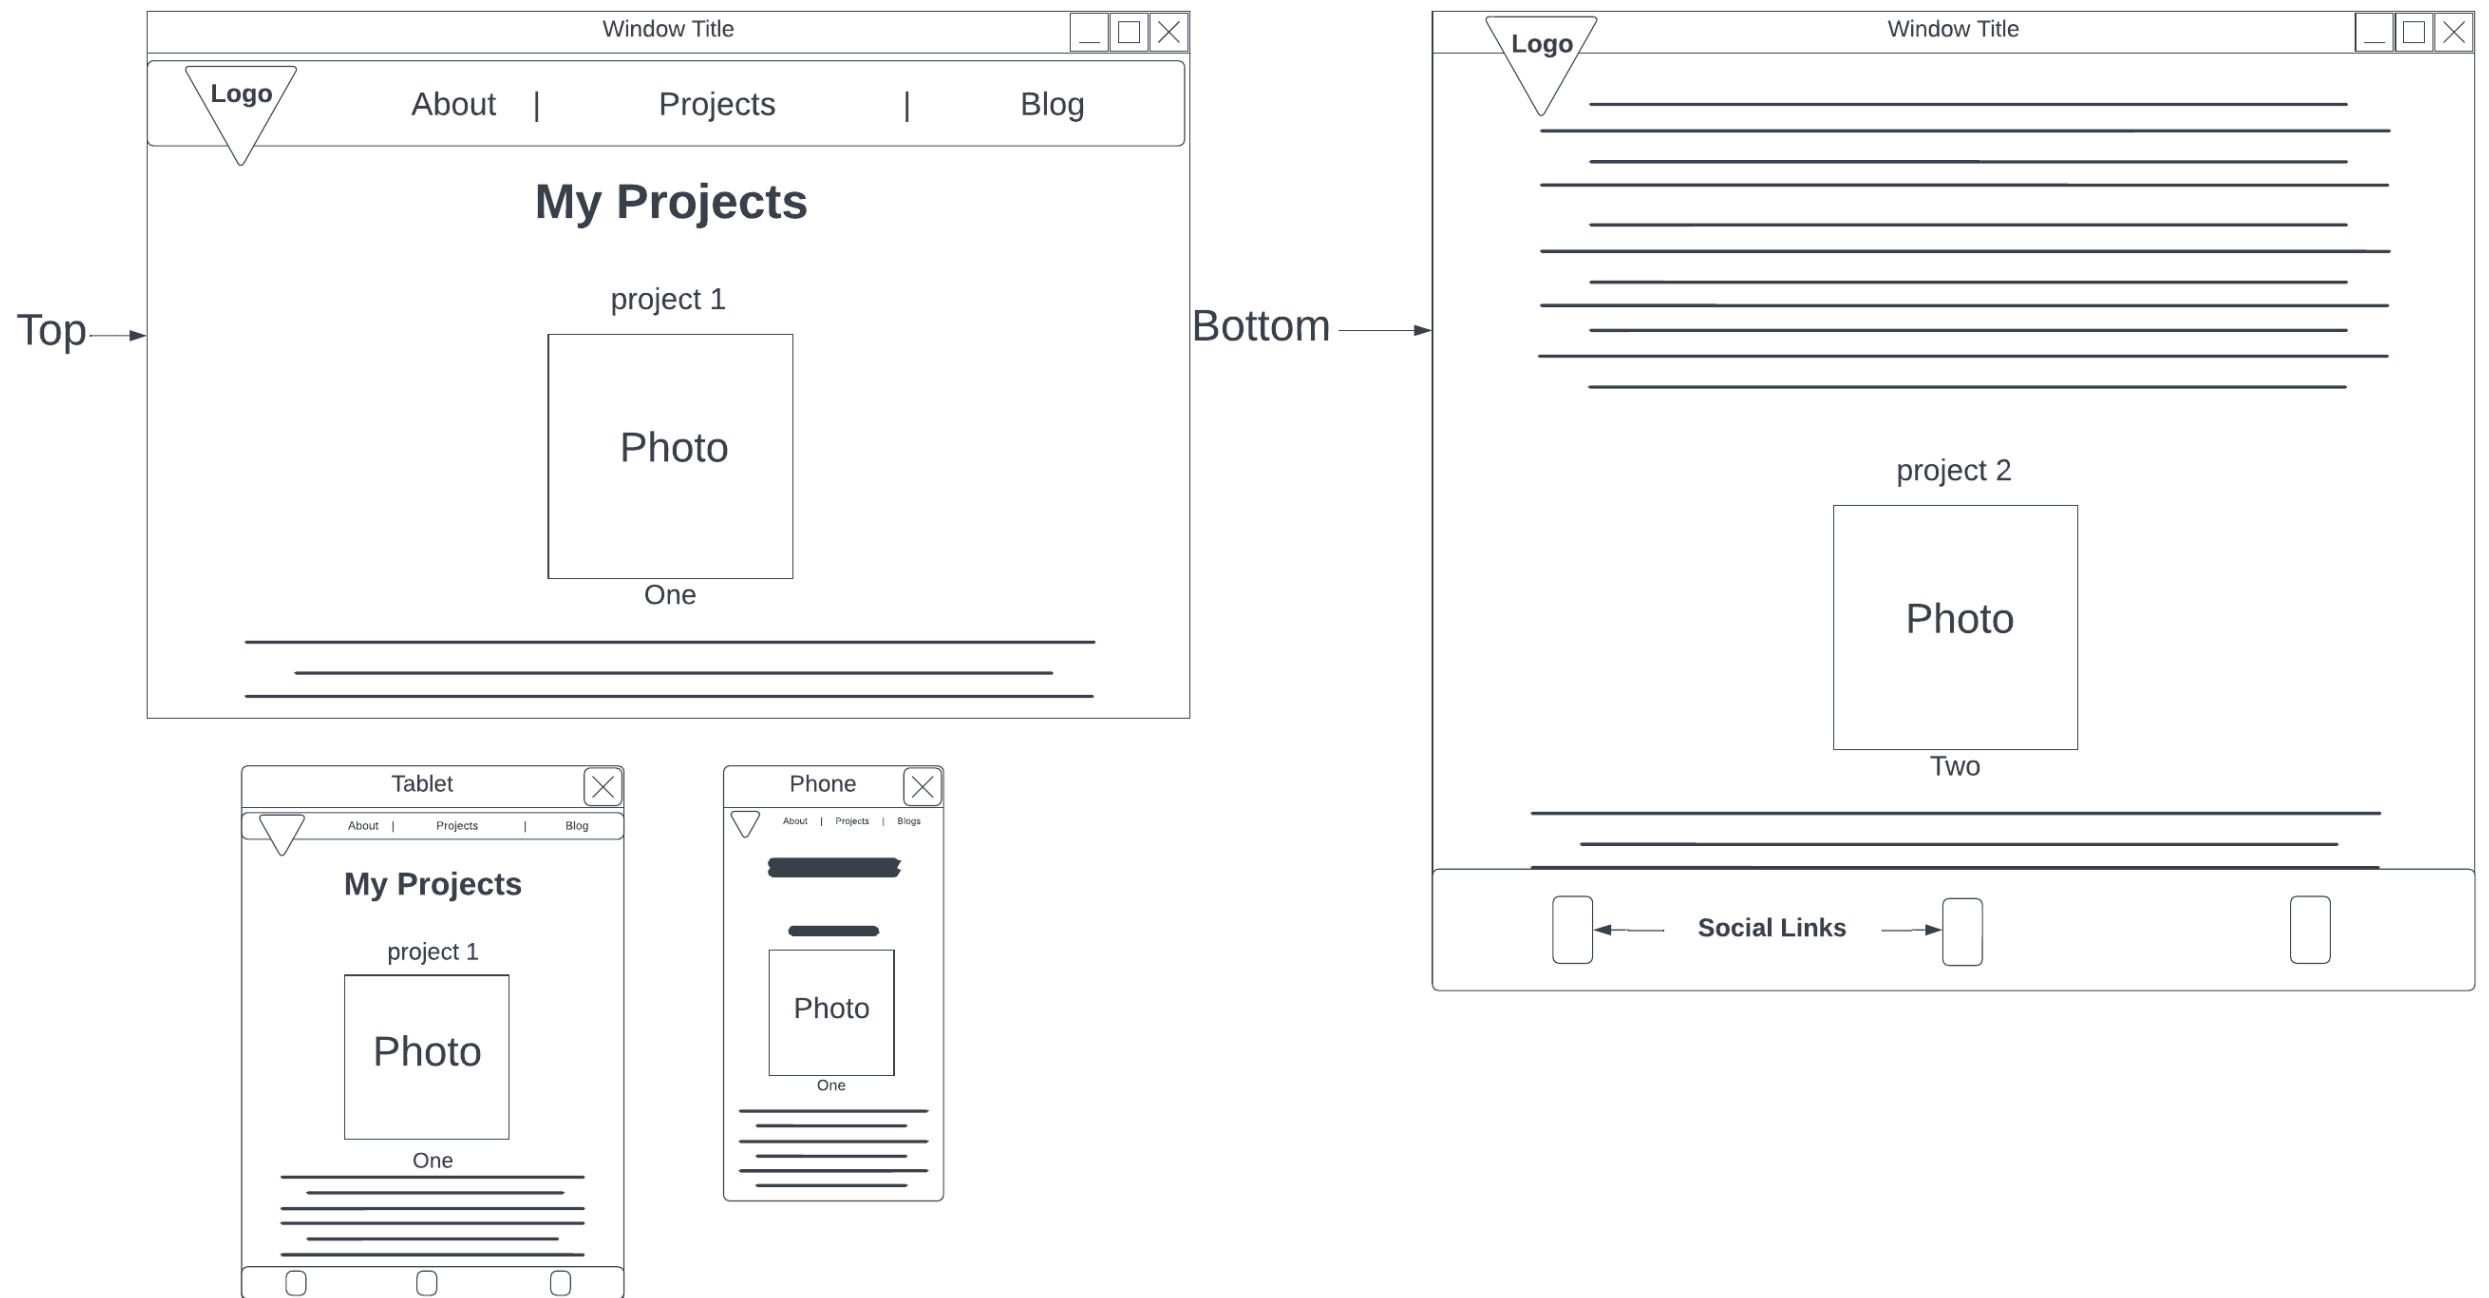 Window Title
Logo
About | Projects | Blog
My Projects
project 1
Top
Photo
One
Window Title
Logo
Bottom
project 2
Photo
Two
Social Links
Tablet
About | Projects | Blog
My Projects
project 1
Photo
One
Phone
About | Projects | Blogs
Photo
One